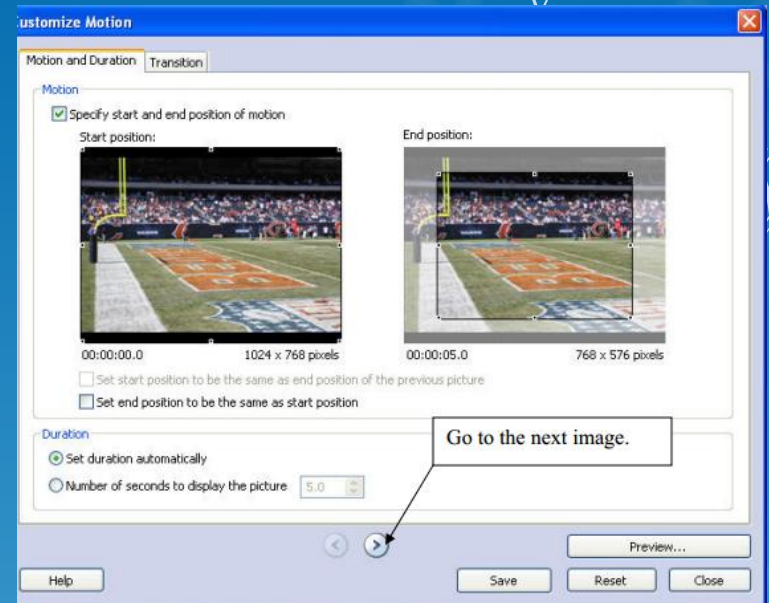 Customize Motion
Motion and Duration Transition
Motion
Specify start and end position of motion
Start position: End position:
00:00:00.0 1024 x 768 pixels 00:00:05.0 768 x 576 pixels
Set start position to be the same as end position of the previous picture
Set end position to be the same as start position
Duration
Set duration automatically
Number of seconds to display the picture 5.0
Go to the next image.
Preview...
Help Save Reset Close